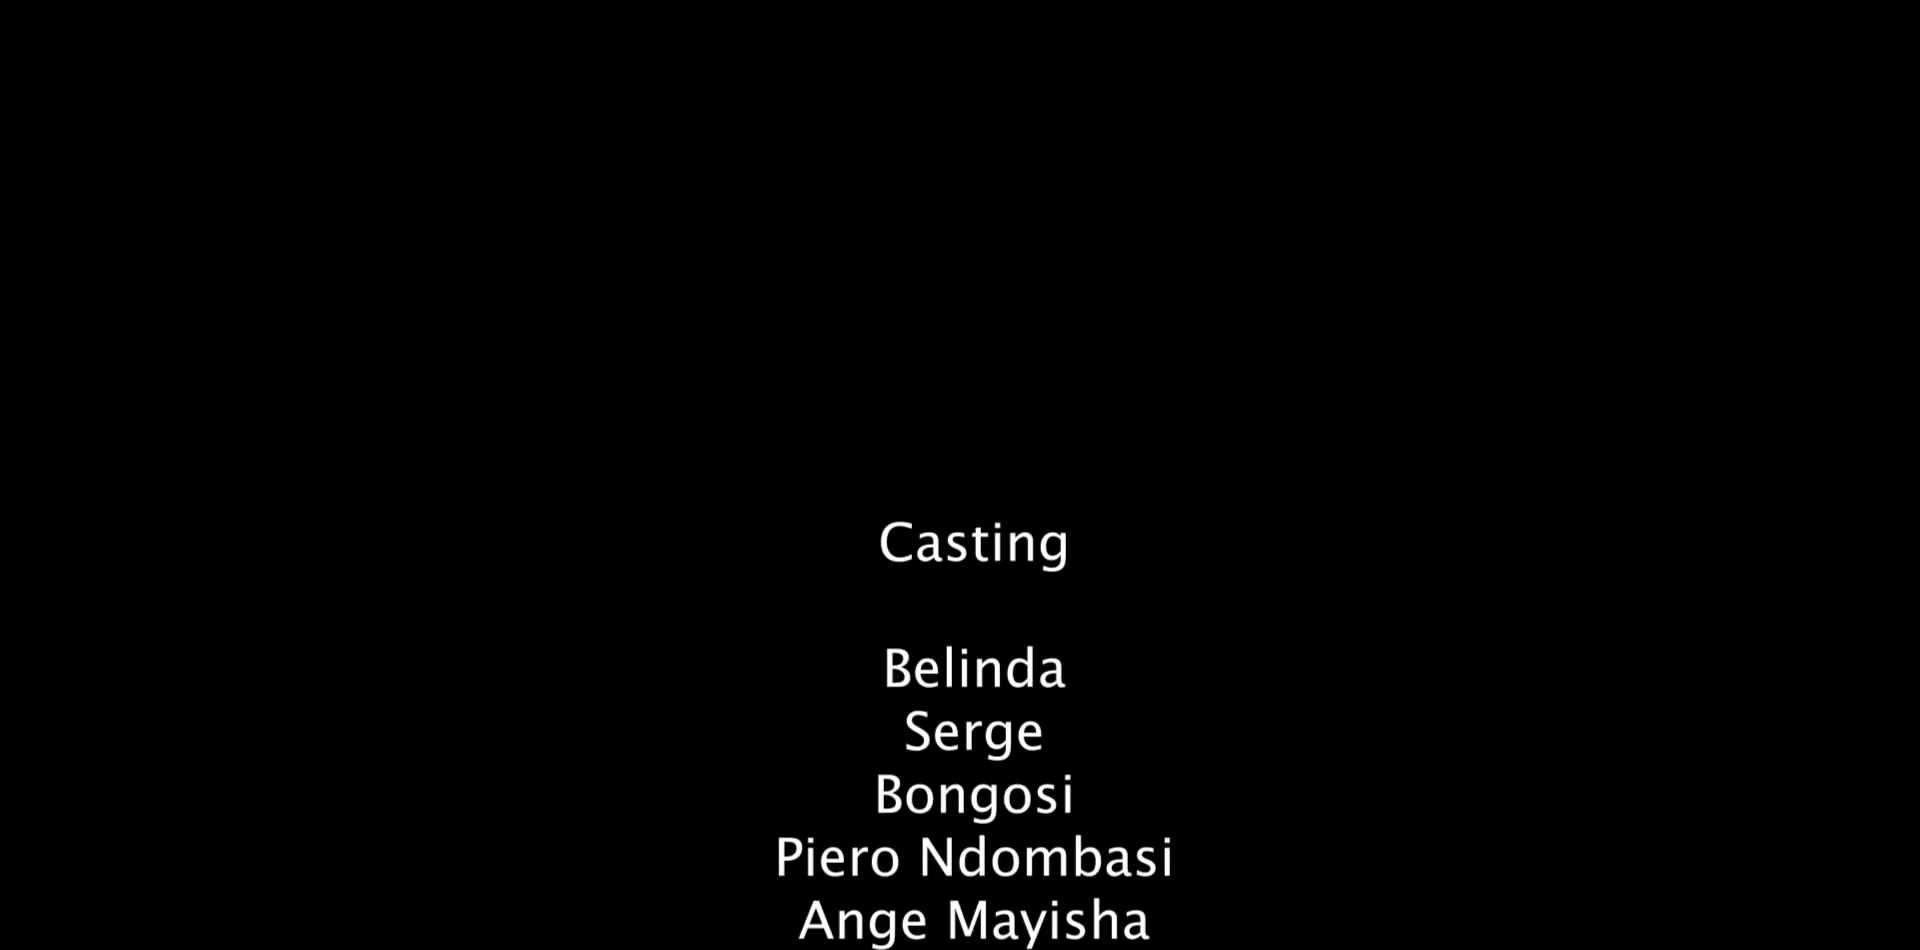 Casting
Belinda
Serge
Bongosi
Piero Ndombasi
Ange Mayisha